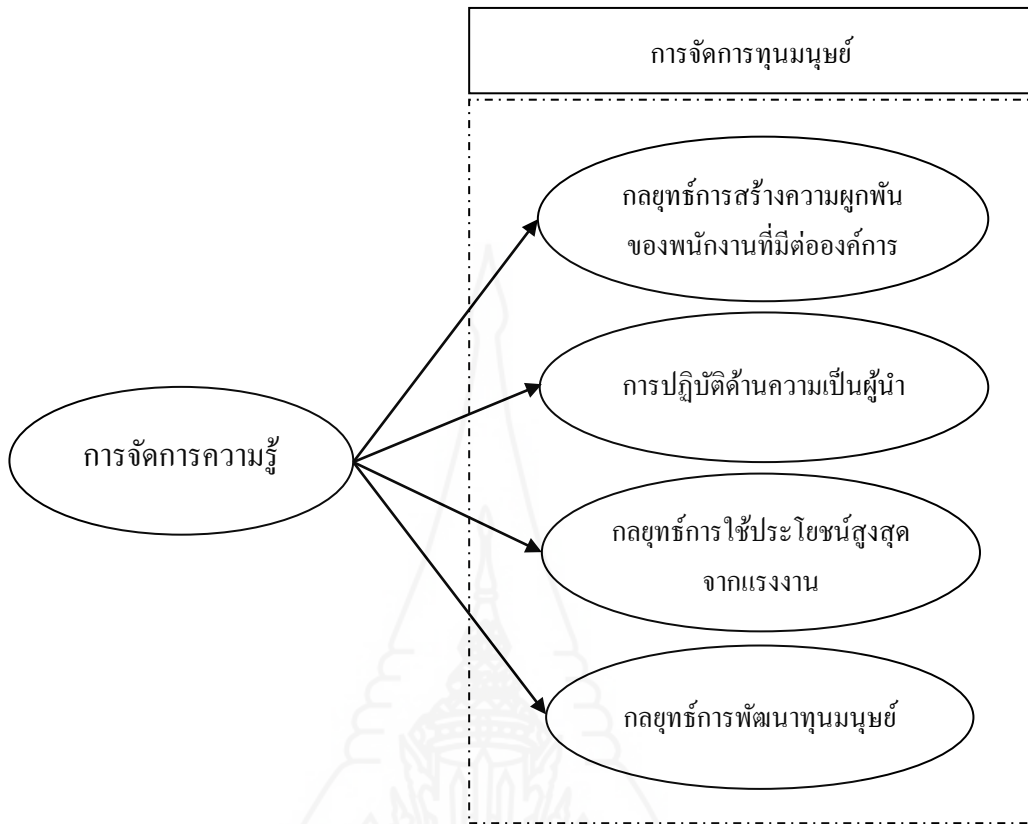 การจัดการทุนมนุษย์
กลยุทธ์การสร้างความผูกพัน
ของพนักงานที่มีต่อองค์การ
การปฏิบัติด้านความเป็นผู้นำ
การจัดการความรู้
กลยุทธ์การใช้ประโยชน์สูงสุด
จากแรงงาน
กลยุทธ์การพัฒนาทุนมนุษย์